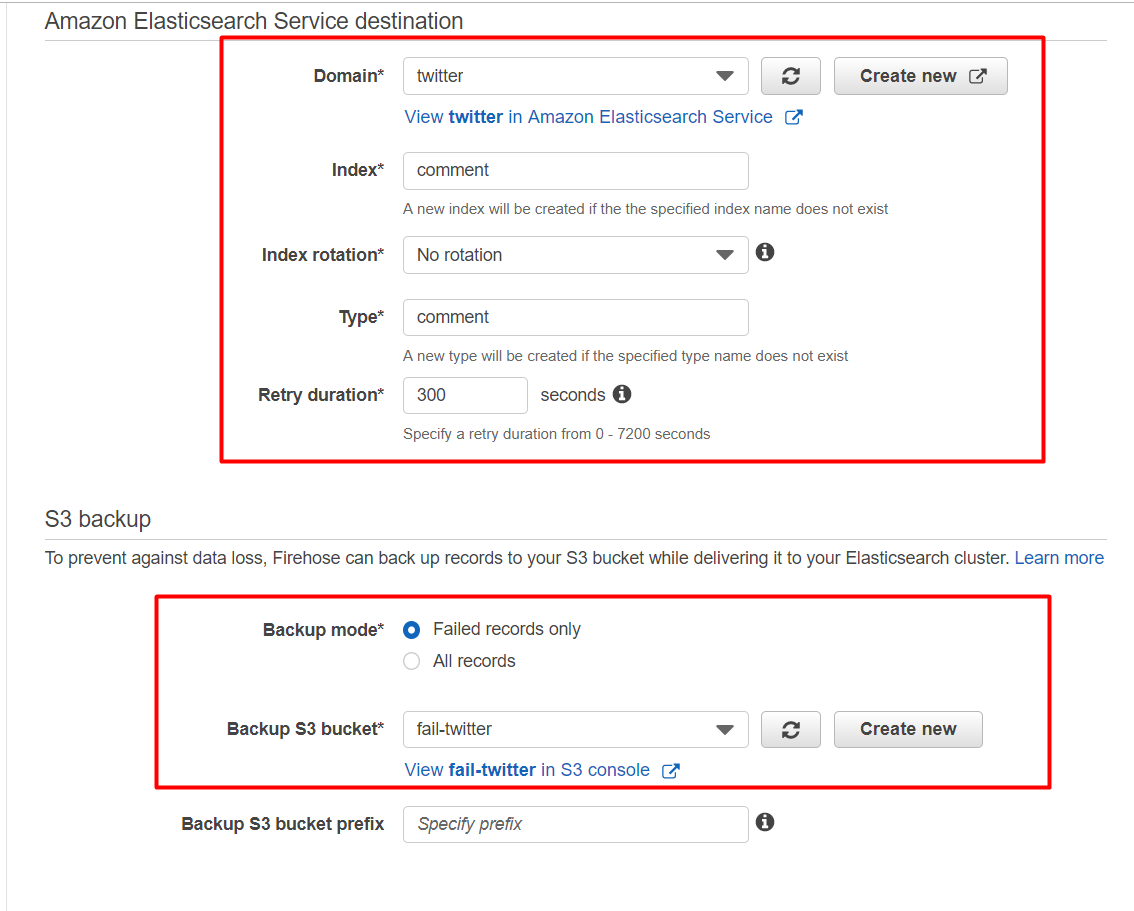 Amazon Elasticsearch Service destination
Domain* twitter Create new
View twitter in Amazon Elasticsearch Service
Index* comment
A new index will be created if the the specified index name does not exist
Index rotation* No rotation
Type* comment
A new type will be created if the specified type name does not exist
Retry duration* 300 seconds
Specify a retry duration from 0 - 7200 seconds
S3 backup
To prevent against data loss, Firehose can back up records to your S3 bucket while delivering it to your Elasticsearch cluster. Learn more
Backup mode* Failed records only
All records
Backup S3 bucket* fail-twitter Create new
View fail-twitter in S3 console
Backup S3 bucket prefix Specify prefix